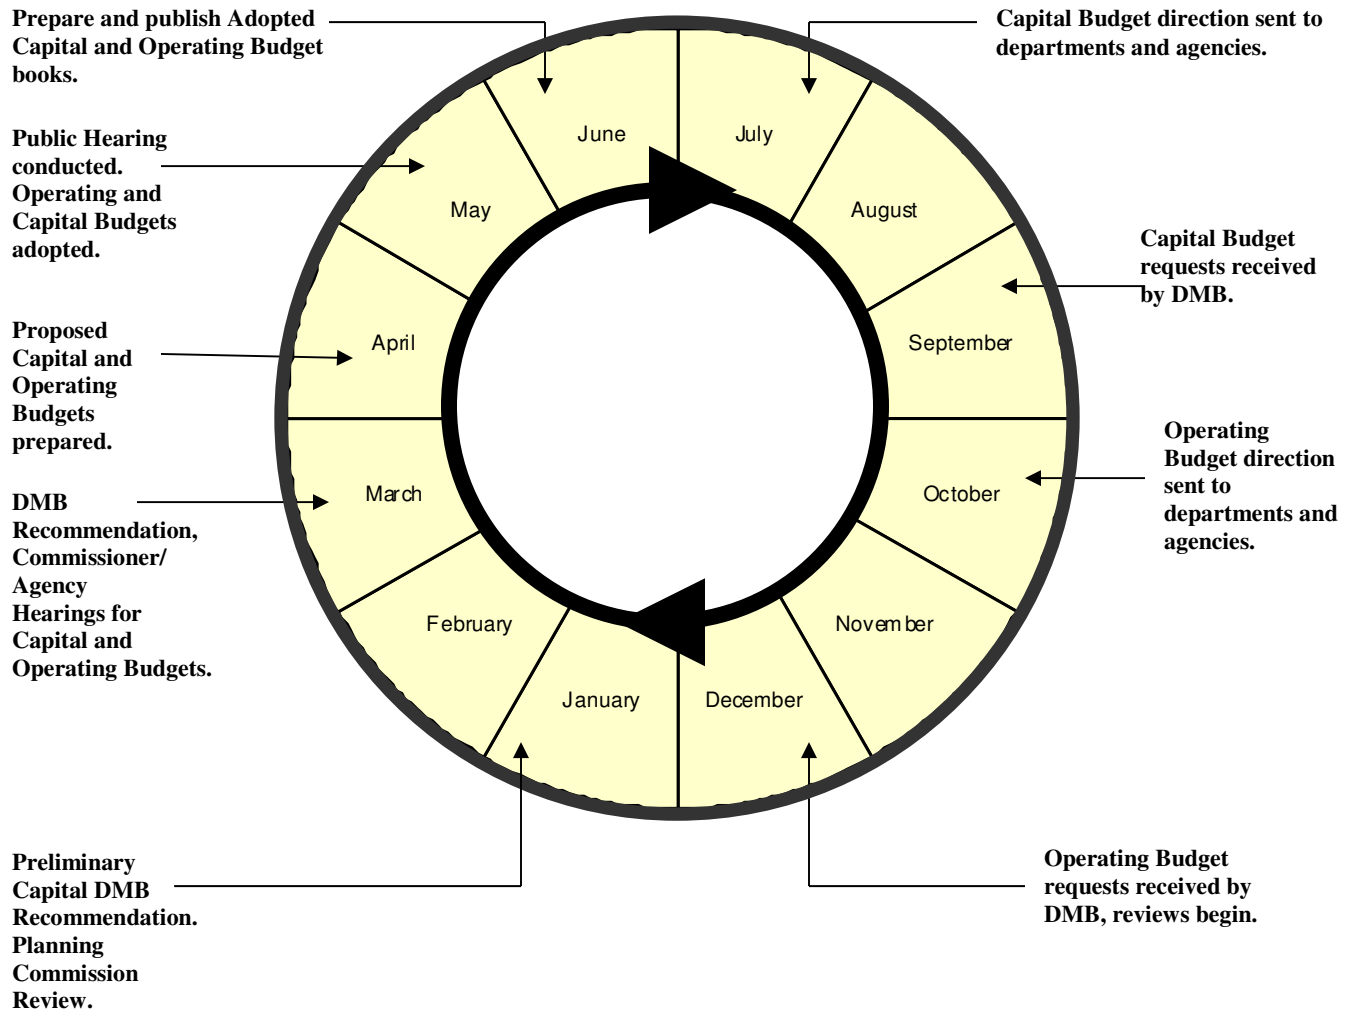 Prepare and publish Adopted
Capital and Operating Budget
books.
Capital Budget direction sent to
departments and agencies.
Public Hearing
conducted.
Operating and
Capital Budgets
adopted.
Capital Budget
requests received
by DMB.
Proposed
Capital and
Operating
Budgets
prepared.
Operating
Budget direction
sent to
departments and
agencies.
DMB
Recommendation,
Commissioner/
Agency
Hearings for
Capital and
Operating Budgets.
Preliminary
Capital DMB
Recommendation.
Planning
Commission
Review.
Operating Budget
requests received by
DMB, reviews begin.
June
July
May
August
April
September
March
October
February
November
January
December